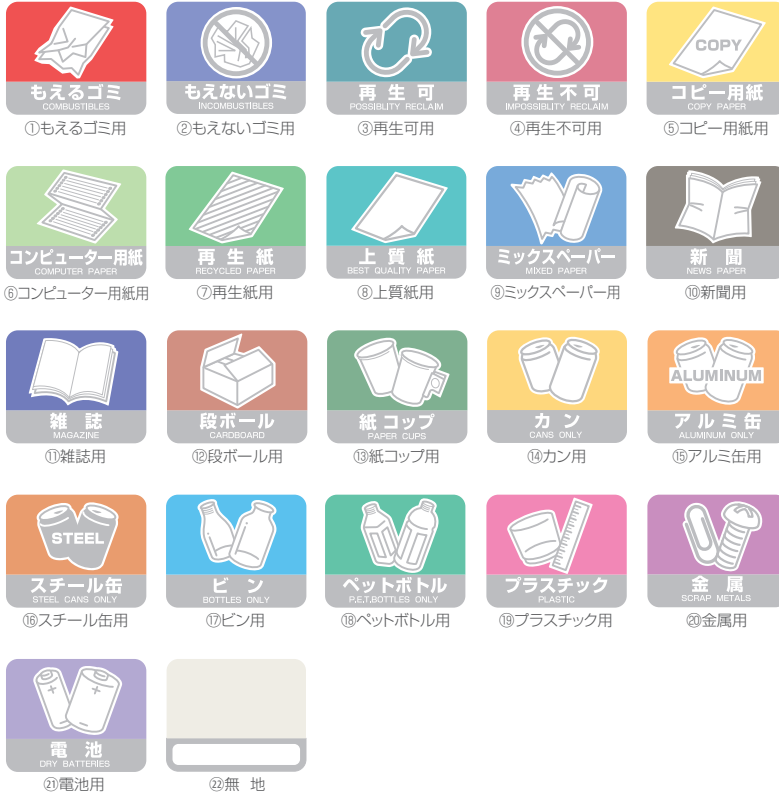 もえるゴミ
COMBUSTIBLES
①もえるゴミ用
もえないゴミ
INCOMBUSTIBLES
②もえないゴミ用
再生可
POSSIBLITY RECLAIM
③再生可用
再生不可
IMPOSSIBLITY RECLAIM
④再生不可用
COPY
コピー用紙
COPY PAPER
⑤コピー用紙用
コンピューター用紙
COMPUTER PAPER
⑥コンピューター用紙用
再生紙
RECYCLED PAPER
⑦再生紙用
上質紙
BEST QUALITY PAPER
⑧上質紙用
ミックスペーパー
MIXED PAPER
⑨ミックスペーパー用
新聞
NEWS PAPER
⑩新聞用
雑誌
MAGAZINE
⑪雑誌用
段ボール
CARDBOARD
⑫段ボール用
紙コップ
PAPER CUPS
⑬紙コップ用
カン
CANS ONLY
⑭カン用
ALUMINUM
アルミ缶
ALUMINUM ONLY
⑮アルミ缶用
STEEL
スチール缶
STEEL CANS ONLY
⑯スチール缶用
ビン
BOTTLES ONLY
⑰ビン用
ペットボトル
P.E.T.BOTTLES ONLY
⑱ペットボトル用
プラスチック
PLASTIC
⑲プラスチック用
金属
SCRAP METALS
⑳金属用
電池
DRY BATTERIES
㉑電池用
㉒無 地